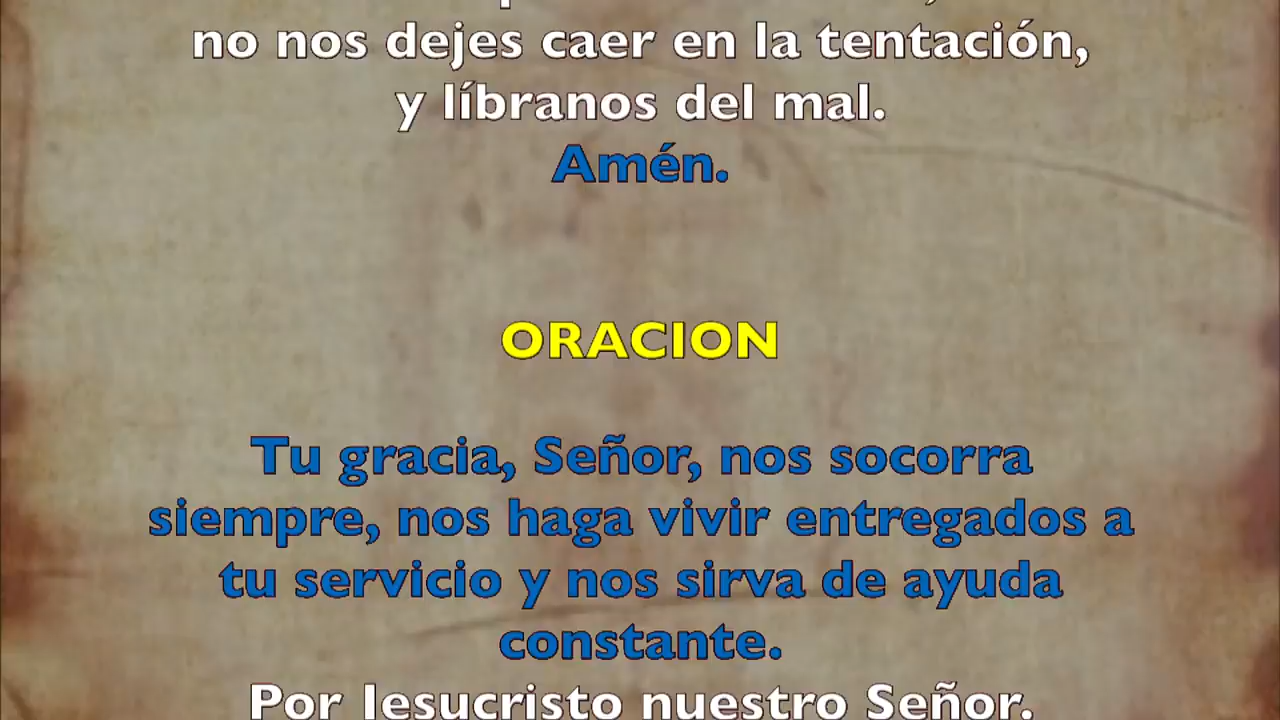 no nos dejes caer en la tentación,
y líbranos del mal.
Amén.
ORACION
Tu gracia, Señor, nos socorra
siempre, nos haga vivir entregados a
tu servicio y nos sirva de ayuda
constante.
Por Jesucristo nuestro Señor.